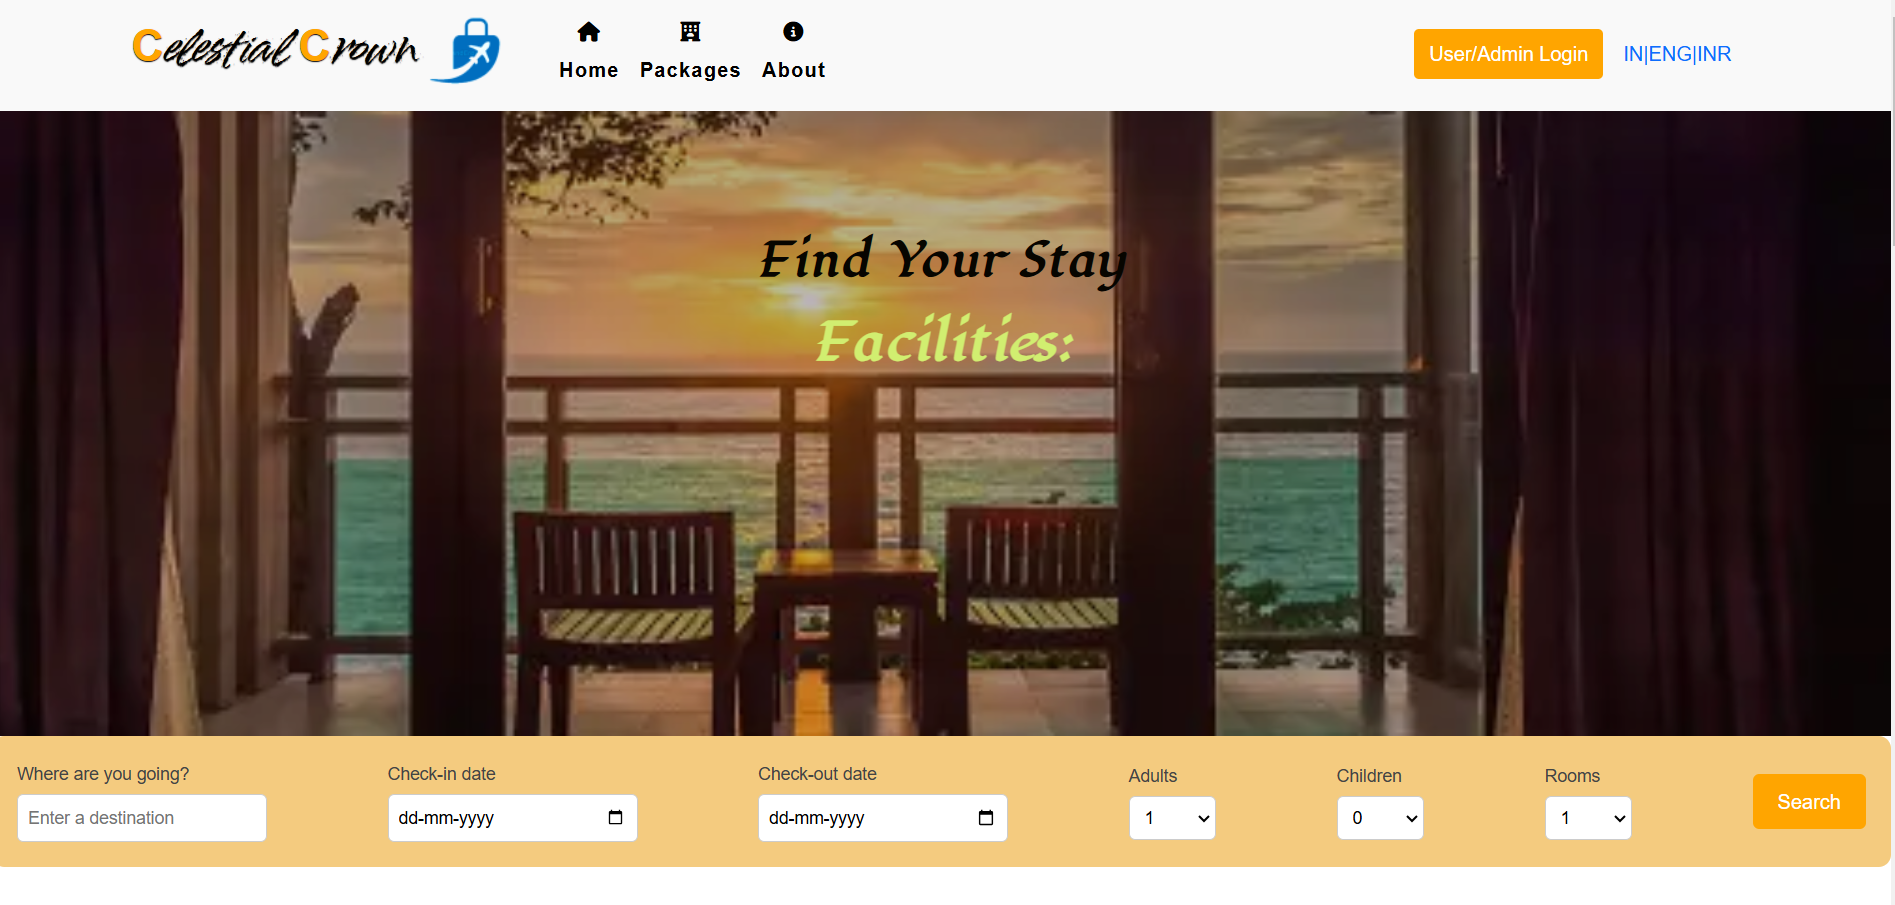 Celestial Crown
Home Packages About
User/Admin Login IN|ENG|INR
Find Your Stay
Facilities:
Where are you going? Check-in date Check-out date Adults Children Rooms
Enter a destination dd-mm-yyyy dd-mm-yyyy 1 0 1 Search